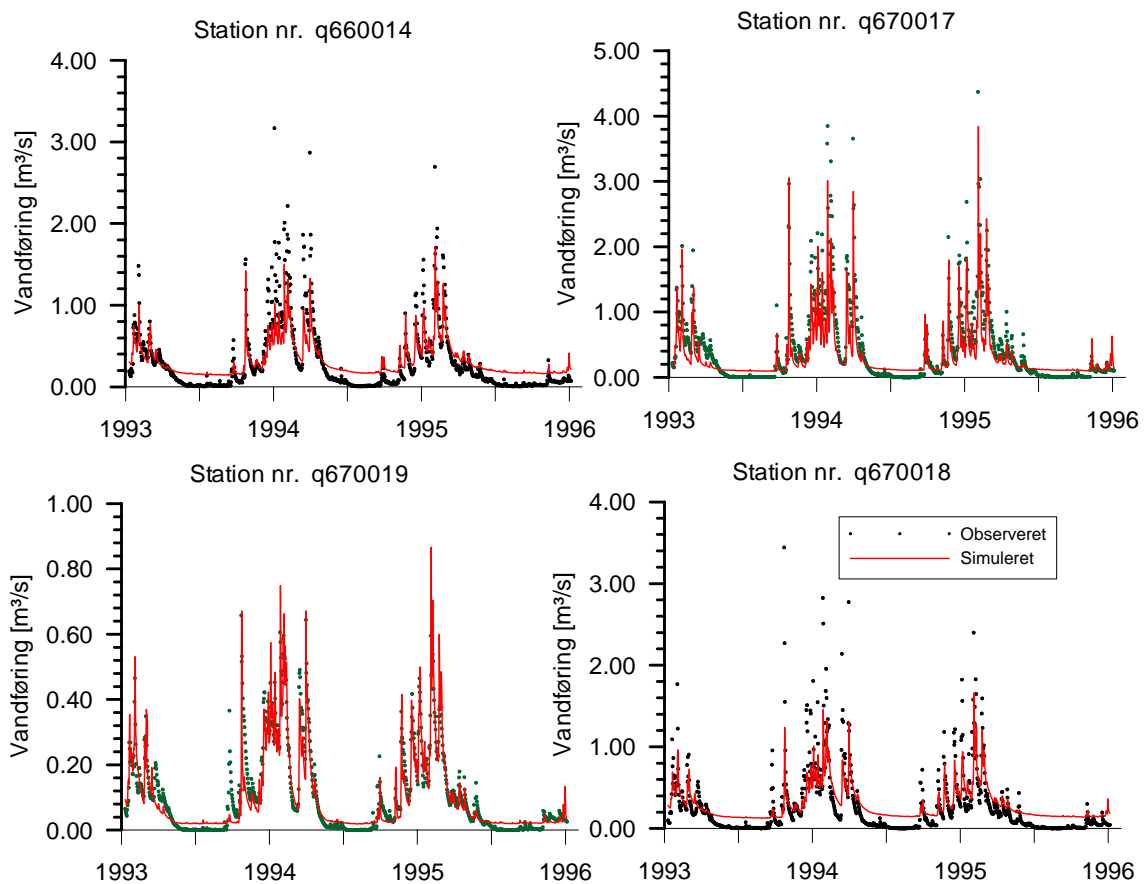 Station nr. q660014
4.00
3.00
2.00
1.00
0.00
Vandføring [m³/s]
1993 1994 1995 1996
Station nr. q670017
5.00
4.00
3.00
2.00
1.00
0.00
Vandføring [m³/s]
1993 1994 1995 1996
Station nr. q670019
1.00
0.80
0.60
0.40
0.20
0.00
Vandføring [m³/s]
1993 1994 1995 1996
Station nr. q670018
4.00
3.00
2.00
1.00
0.00
Vandføring [m³/s]
Observeret
Simuleret
1993 1994 1995 1996